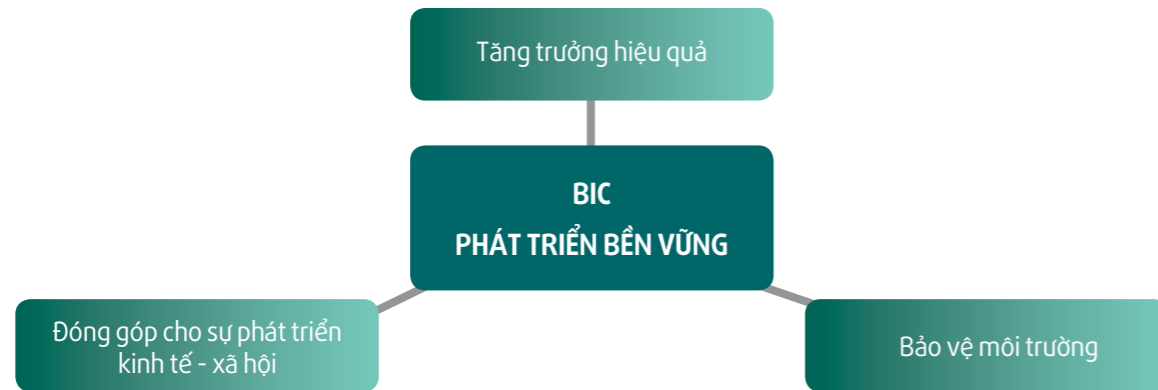 Tăng trưởng hiệu quả
BIC
PHÁT TRIỂN BỀN VỮNG
Đóng góp cho sự phát triển
kinh tế - xã hội
Bảo vệ môi trường